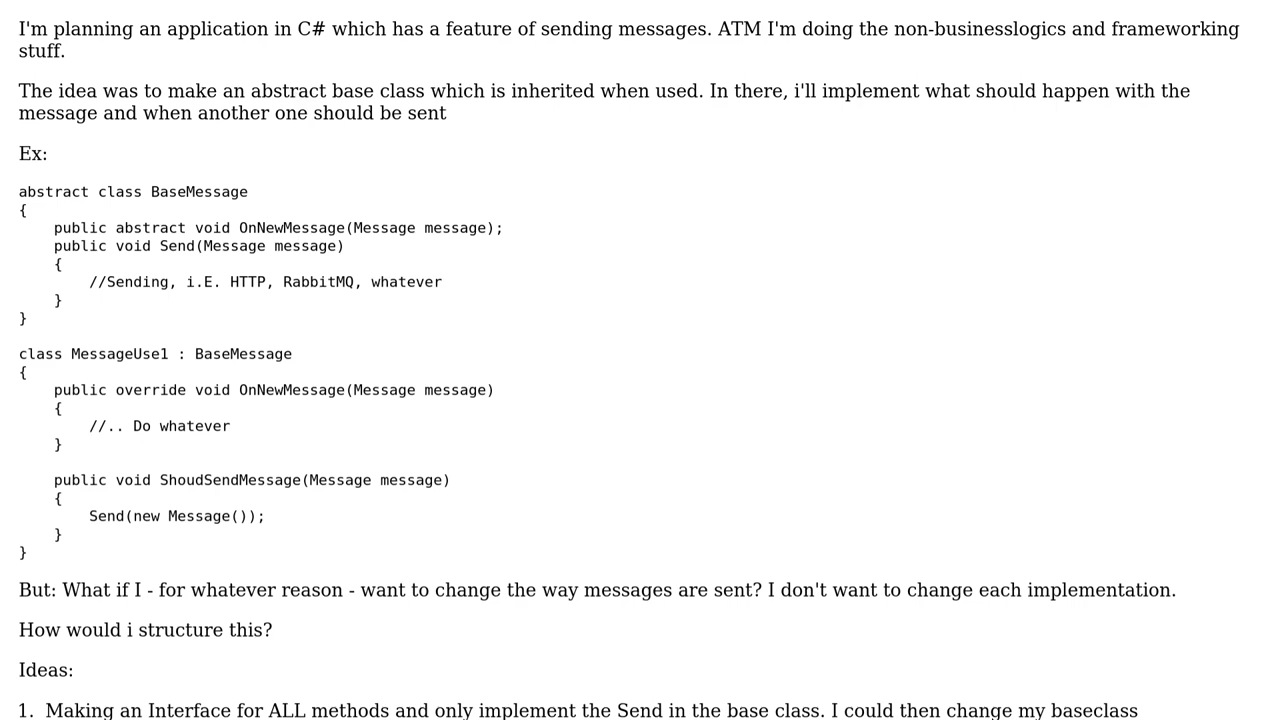 I'm planning an application in C# which has a feature of sending messages. ATM I'm doing the non-businesslogics and frameworking
stuff.
The idea was to make an abstract base class which is inherited when used. In there, i'll implement what should happen with the
message and when another one should be sent
Ex:
abstract class BaseMessage
{
    public abstract void OnNewMessage(Message message);
    public void Send(Message message)
    {
        //Sending, i.E. HTTP, RabbitMQ, whatever
    }
}
class MessageUse1 : BaseMessage
{
    public override void OnNewMessage(Message message)
    {
        //.. Do whatever
    }
    public void ShoudSendMessage(Message message)
    {
        Send(new Message());
    }
}
But: What if I - for whatever reason - want to change the way messages are sent? I don't want to change each implementation.
How would i structure this?
Ideas:
1. Making an Interface for ALL methods and only implement the Send in the base class. I could then change my baseclass